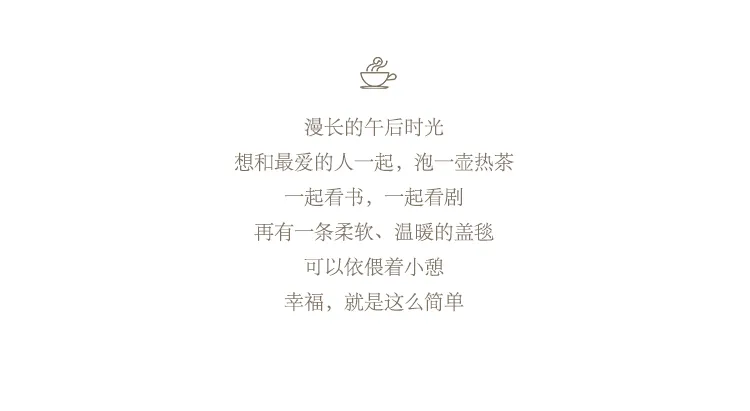 漫长的午后时光
想和最爱的人一起，泡一壶热茶
一起看书，一起看剧
再有一条柔软、温暖的盖毯
可以依偎着小憩
幸福，就是这么简单